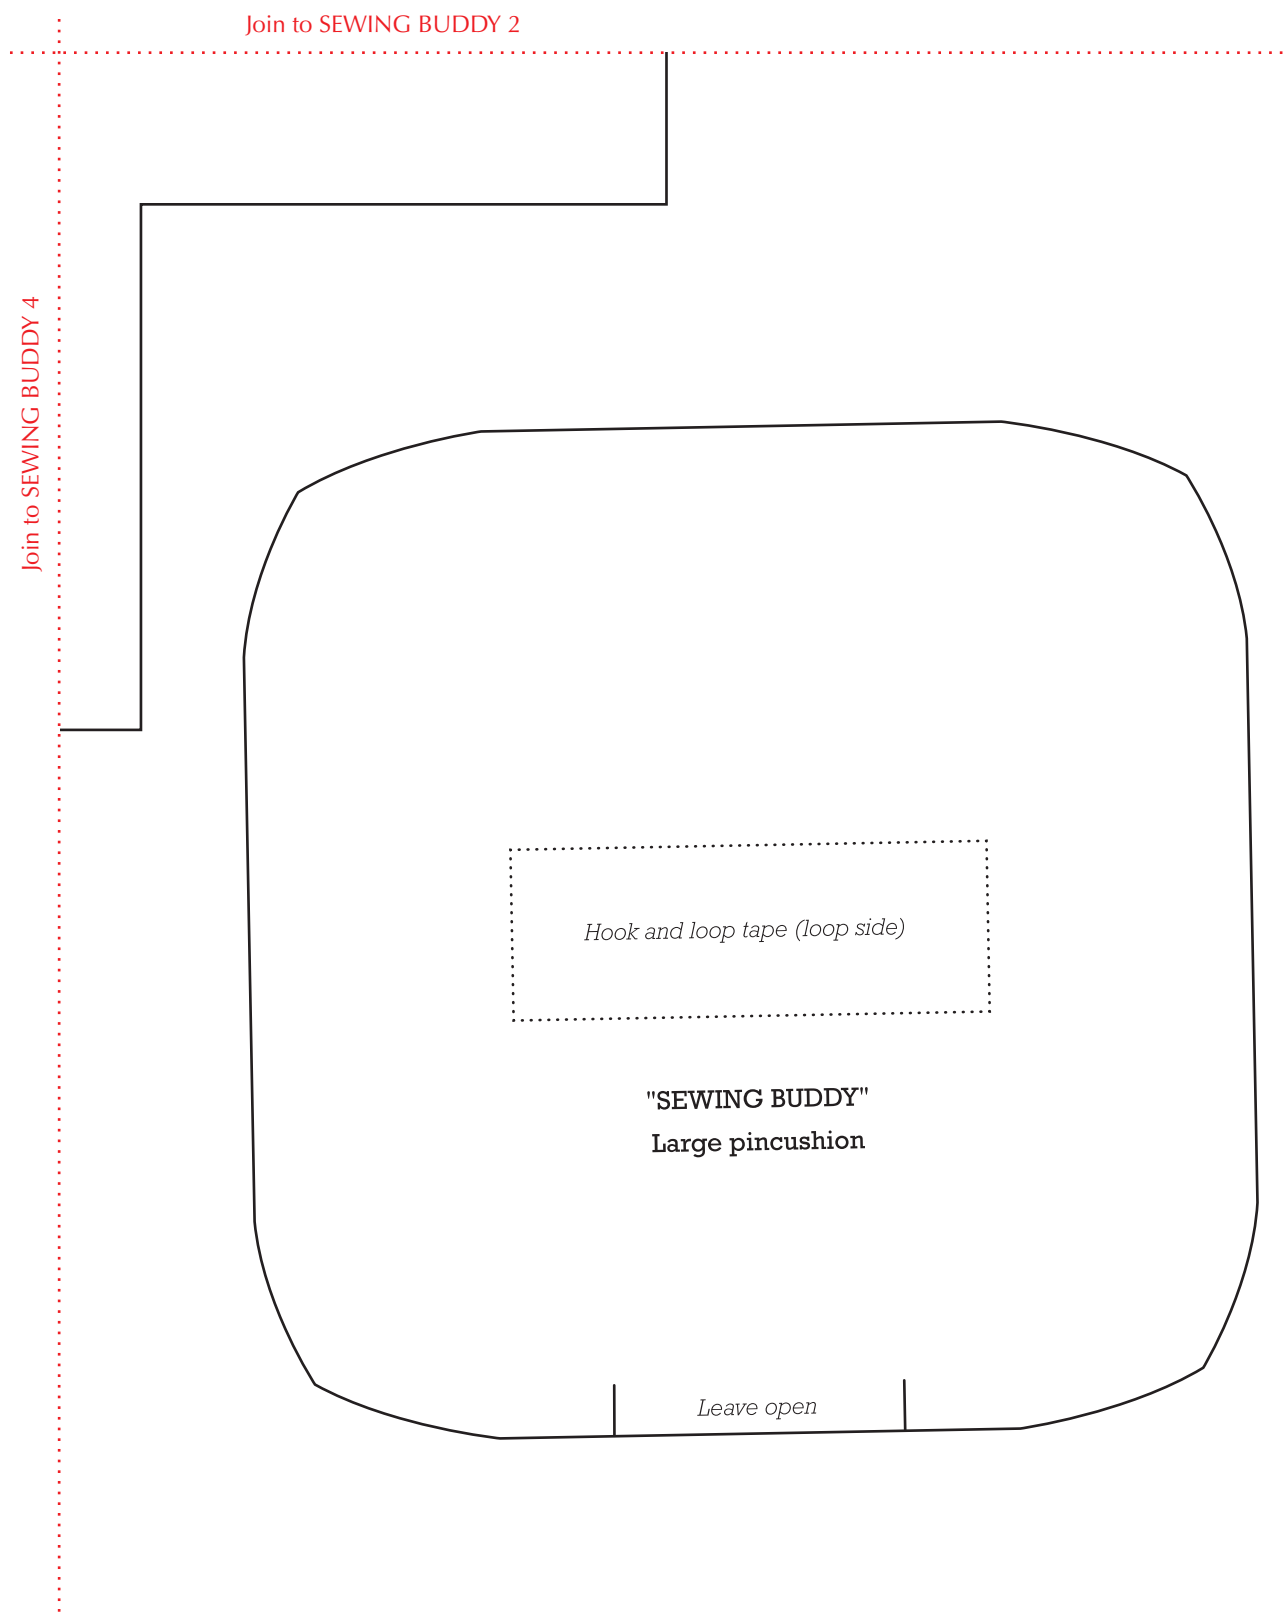 Join to SEWING BUDDY 2
Join to SEWING BUDDY 4
Hook and loop tape (loop side)
"SEWING BUDDY"
Large pincushion
Leave open